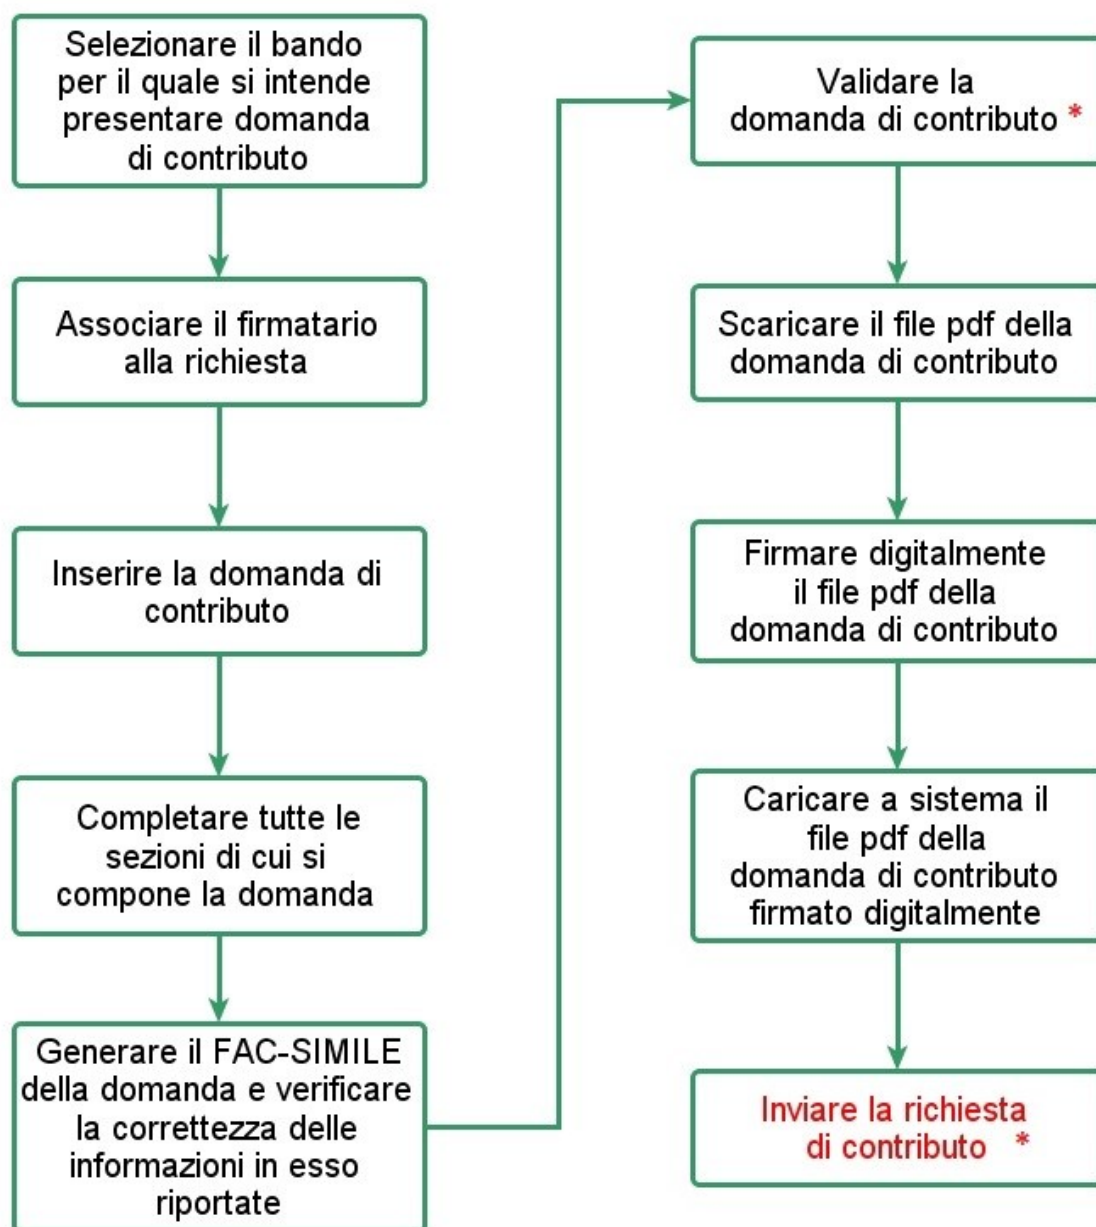 Selezionare il bando
per il quale si intende
presentare domanda
di contributo
Associare il firmatario
alla richiesta
Inserire la domanda di
contributo
Completare tutte le
sezioni di cui si
compone la domanda
Generare il FAC-SIMILE
della domanda e verificare
la correttezza delle
informazioni in esso
riportate
Validare la
domanda di contributo *
Scaricare il file pdf della
domanda di contributo
Firmare digitalmente
il file pdf della
domanda di contributo
Caricare a sistema il
file pdf della
domanda di contributo
firmato digitalmente
Inviare la richiesta
di contributo *